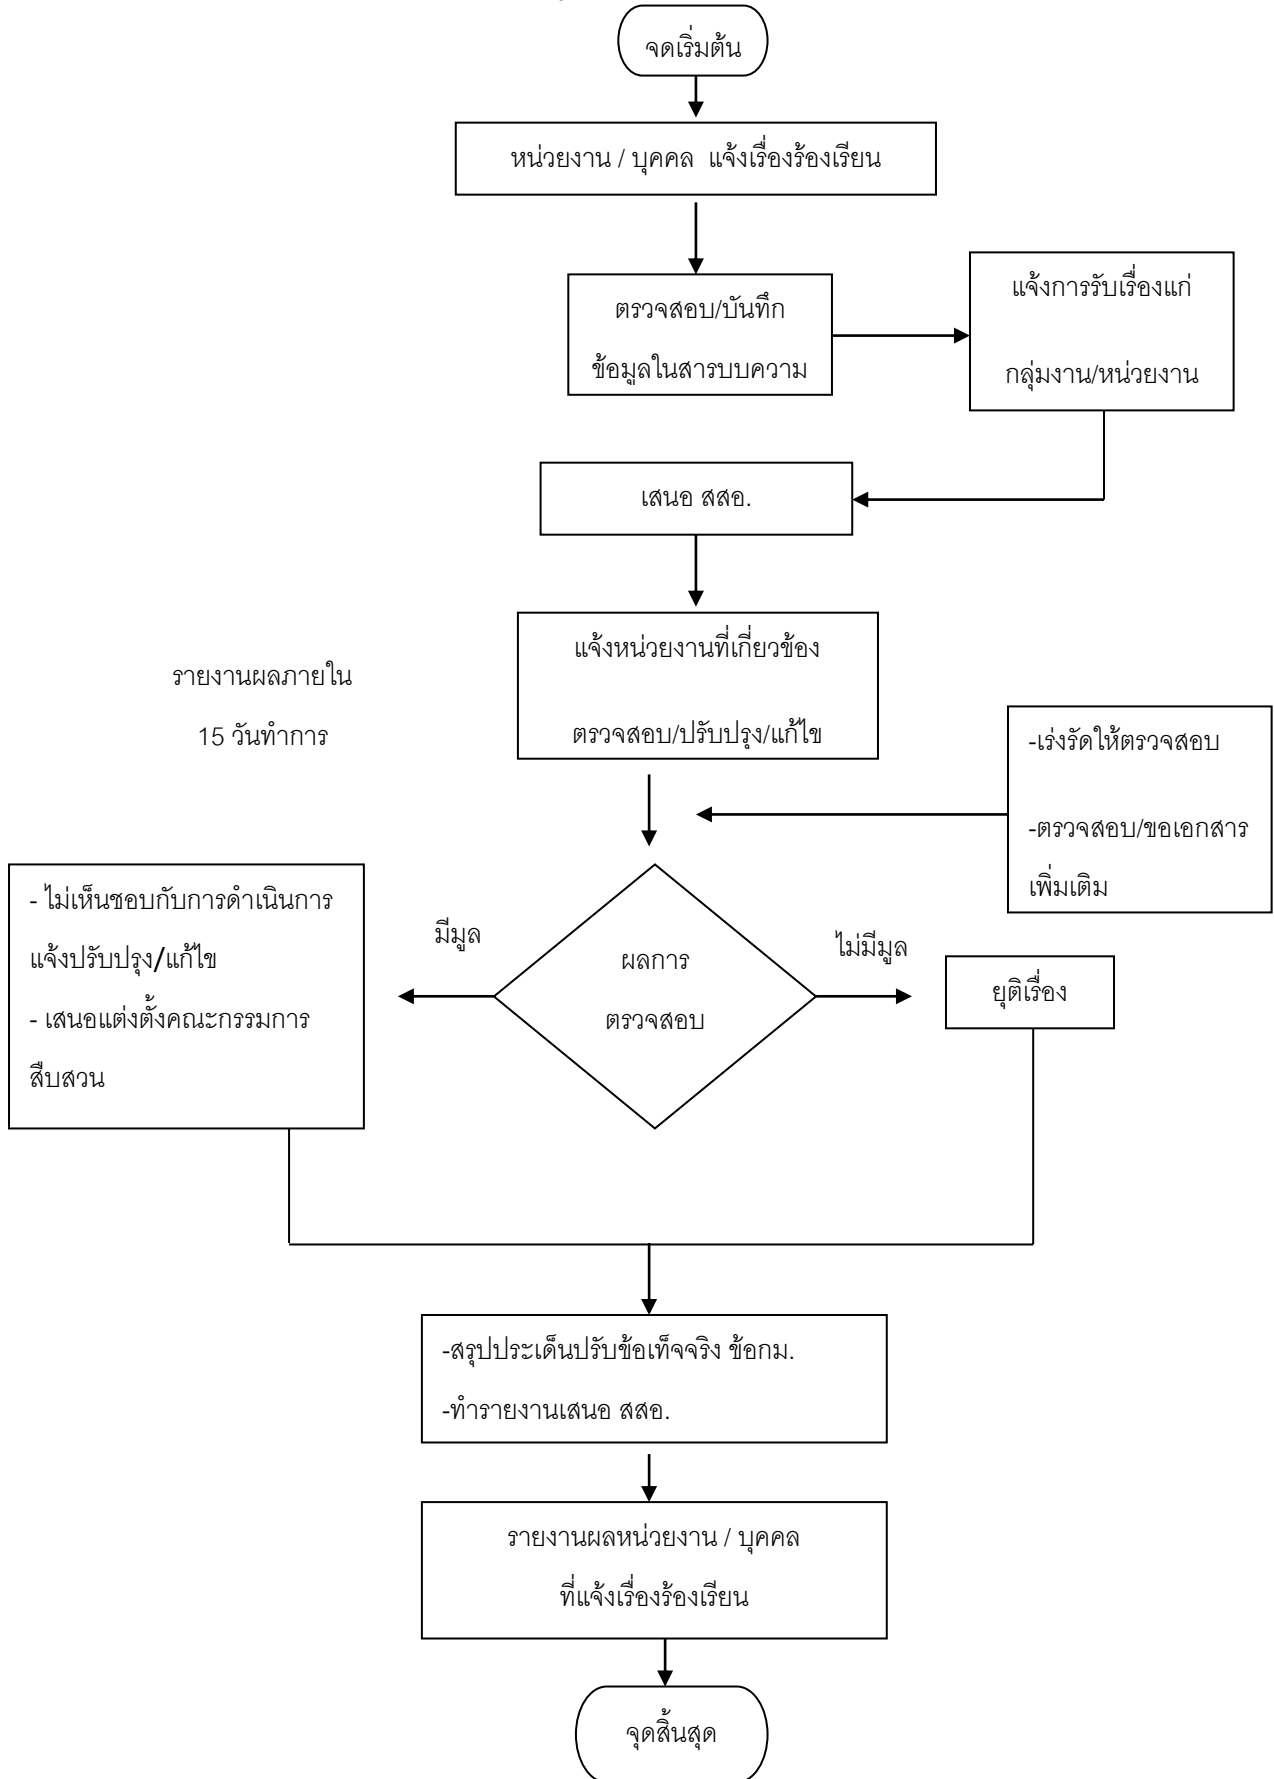 จดเริ่มต้น
หน่วยงาน / บุคคล แจ้งเรื่องร้องเรียน
ตรวจสอบ/บันทึก
ข้อมูลในสารบบความ
แจ้งการรับเรื่องแก่
กลุ่มงาน/หน่วยงาน
เสนอ สสอ.
แจ้งหน่วยงานที่เกี่ยวข้อง
ตรวจสอบ/ปรับปรุง/แก้ไข
รายงานผลภายใน
15 วันทำการ
-เร่งรัดให้ตรวจสอบ
-ตรวจสอบ/ขอเอกสาร
เพิ่มเติม
- ไม่เห็นชอบกับการดำเนินการ
แจ้งปรับปรุง/แก้ไข
- เสนอแต่งตั้งคณะกรรมการ
สืบสวน
มีมูล
ผลการ
ตรวจสอบ
ไม่มีมูล
ยุติเรื่อง
-สรุปประเด็นปรับข้อเท็จจริง ข้อกม.
-ทำรายงานเสนอ สสอ.
รายงานผลหน่วยงาน / บุคคล
ที่แจ้งเรื่องร้องเรียน
จุดสิ้นสุด